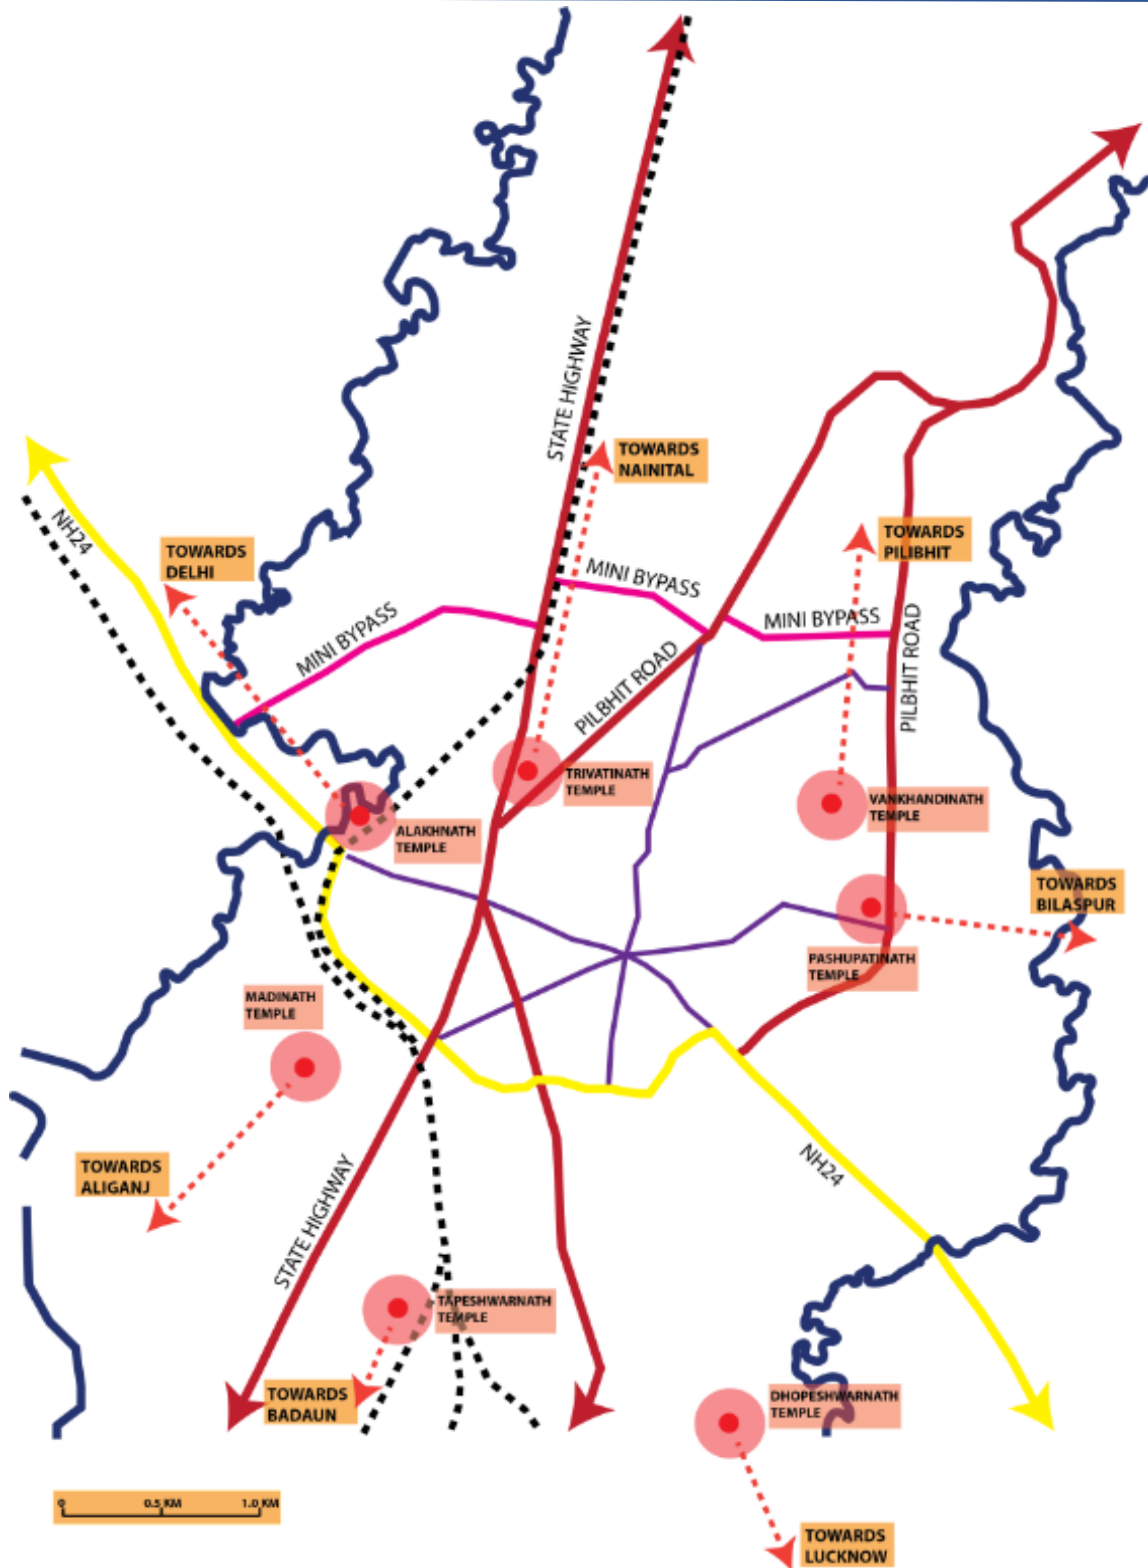 STATE HIGHWAY
TOWARDS
NAINITAL
NH24
TOWARDS
DELHI
TOWARDS
PILIBHIT
MINI BYPASS
MINI BYPASS
MINI BYPASS
PILBHIT ROAD
PILBHIT ROAD
TRIVATINATH
TEMPLE
VANKHANDINATH
TEMPLE
ALAKHNATH
TEMPLE
TOWARDS
BILASPUR
PASHUPATINATH
TEMPLE
MADINATH
TEMPLE
TOWARDS
ALIGANJ
NH24
STATE HIGHWAY
TAPESHWARNATH
TEMPLE
TOWARDS
BADAUN
DHOPESHWARNATH
TEMPLE
0 0.5 KM 1.0 KM
TOWARDS
LUCKNOW